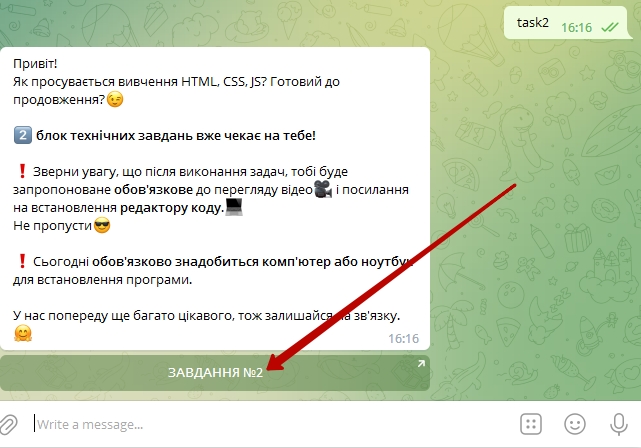 task2
16:16
Привіт!
Як просувається вивчення HTML, CSS, JS? Готовий до
продовження?😉
2️⃣ блок технічних завдань вже чекає на тебе!
❗ Зверни увагу, що після виконання задач, тобі буде
запропоноване обов'язкове до перегляду відео🎥 і посилання
на встановлення редактору коду.💻
Не пропусти😎
❗ Сьогодні обов'язково знадобиться комп'ютер або ноутбук
для встановлення програми.
У нас попереду ще багато цікавого, тож залишайся на зв'язку.
🤗
16:16
ЗАВДАННЯ №2
Write a message...